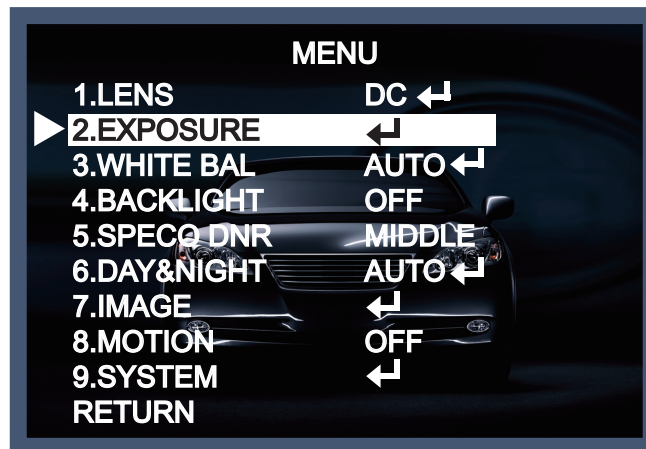 MENU
1.LENS DC ↵
2.EXPOSURE ↵
3.WHITE BAL AUTO ↵
4.BACKLIGHT OFF
5.SPECO DNR MIDDLE
6.DAY&NIGHT AUTO ↵
7.IMAGE ↵
8.MOTION OFF
9.SYSTEM ↵
RETURN